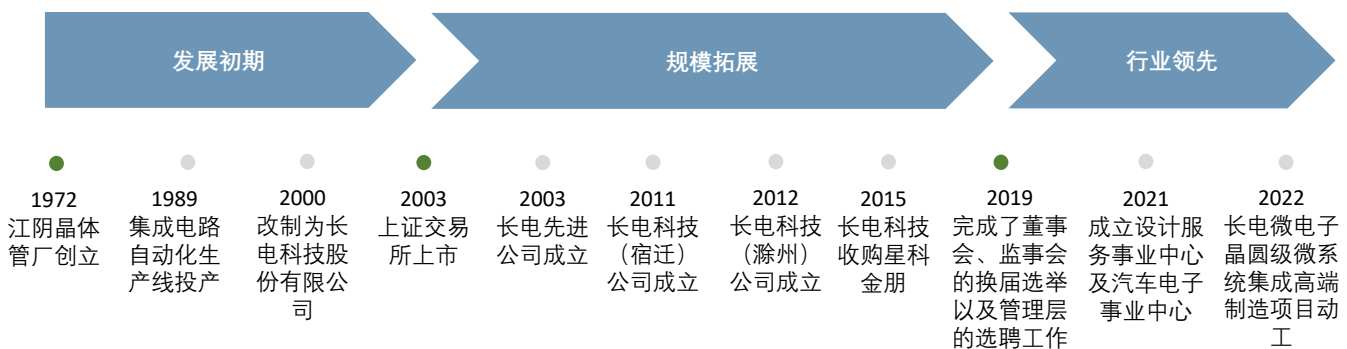 发展初期
规模拓展
行业领先
1972
江阴晶体
管厂创立
1989
集成电路
自动化生
产线投产
2000
改制为长
电科技股
份有限公
司
2003
上证交易
所上市
2003
长电先进
公司成立
2011
长电科技
（宿迁）
公司成立
2012
长电科技
（滁州）
公司成立
2015
长电科技
收购星科
金朋
2019
完成了董事
会、监事会
的换届选举
以及管理层
的选聘工作
2021
成立设计服
务事业中心
及汽车电子
事业中心
2022
长电微电子
晶圆级微系
统集成高端
制造项目动
工